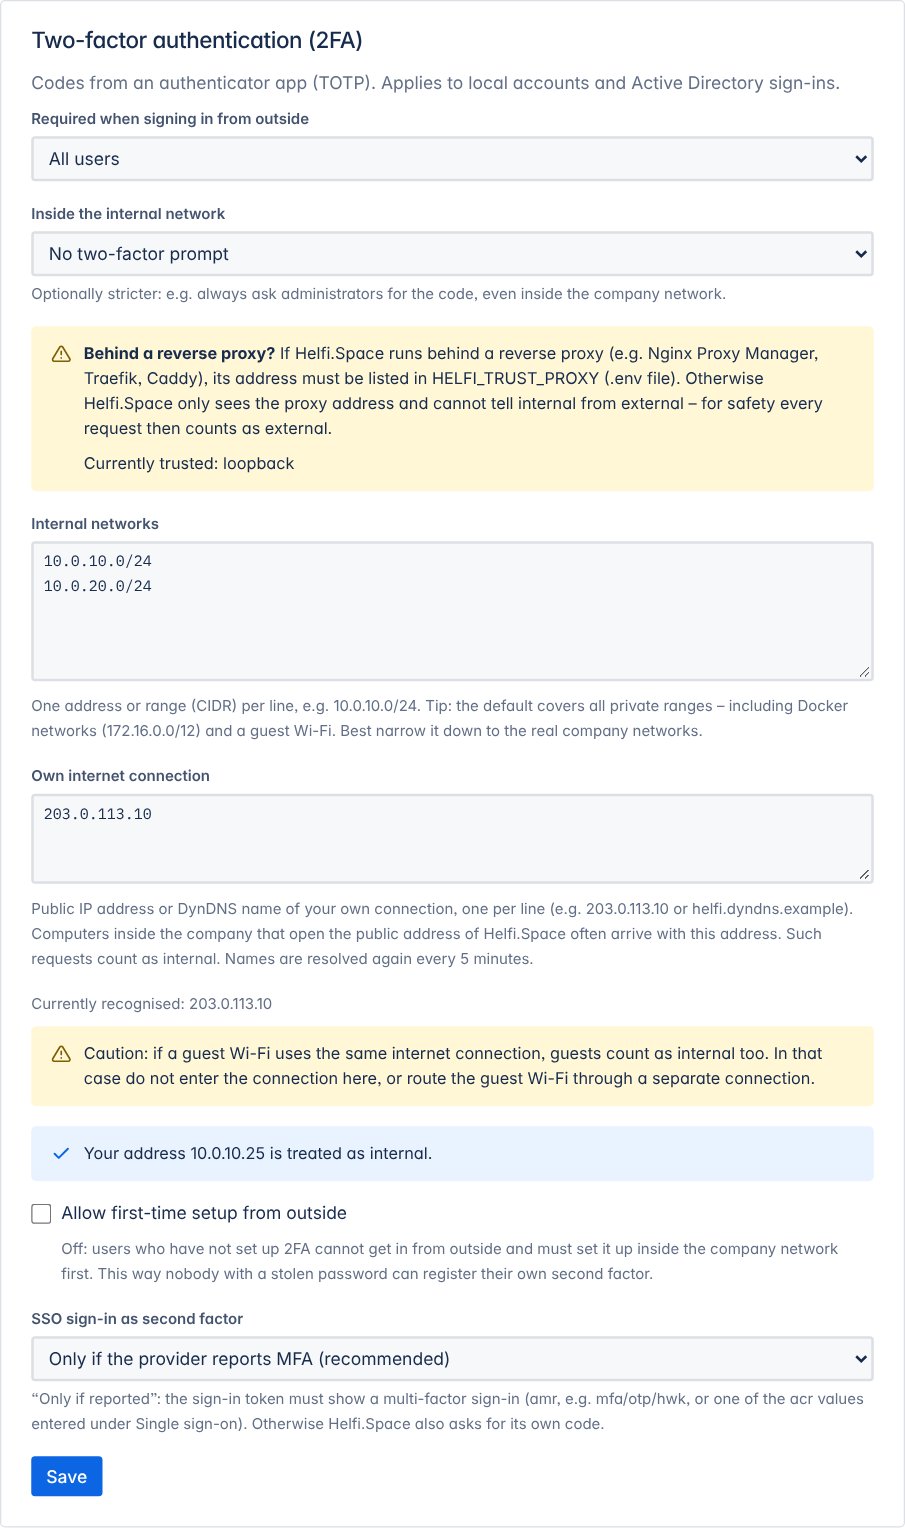 Two-factor authentication (2FA)
Codes from an authenticator app (TOTP). Applies to local accounts and Active Directory sign-ins.
Required when signing in from outside
All users
Inside the internal network
No two-factor prompt
Optionally stricter: e.g. always ask administrators for the code, even inside the company network.
Behind a reverse proxy? If Helfi.Space runs behind a reverse proxy (e.g. Nginx Proxy Manager,
Traefik, Caddy), its address must be listed in HELFI_TRUST_PROXY (.env file). Otherwise
Helfi.Space only sees the proxy address and cannot tell internal from external – for safety every
request then counts as external.
Currently trusted: loopback
Internal networks
10.0.10.0/24
10.0.20.0/24
One address or range (CIDR) per line, e.g. 10.0.10.0/24. Tip: the default covers all private ranges – including Docker
networks (172.16.0.0/12) and a guest Wi-Fi. Best narrow it down to the real company networks.
Own internet connection
203.0.113.10
Public IP address or DynDNS name of your own connection, one per line (e.g. 203.0.113.10 or helfi.dyndns.example).
Computers inside the company that open the public address of Helfi.Space often arrive with this address. Such
requests count as internal. Names are resolved again every 5 minutes.
Currently recognised: 203.0.113.10
Caution: if a guest Wi-Fi uses the same internet connection, guests count as internal too. In that
case do not enter the connection here, or route the guest Wi-Fi through a separate connection.
Your address 10.0.10.25 is treated as internal.
Allow first-time setup from outside
Off: users who have not set up 2FA cannot get in from outside and must set it up inside the company network
first. This way nobody with a stolen password can register their own second factor.
SSO sign-in as second factor
Only if the provider reports MFA (recommended)
“Only if reported”: the sign-in token must show a multi-factor sign-in (amr, e.g. mfa/otp/hwk, or one of the acr values
entered under Single sign-on). Otherwise Helfi.Space also asks for its own code.
Save